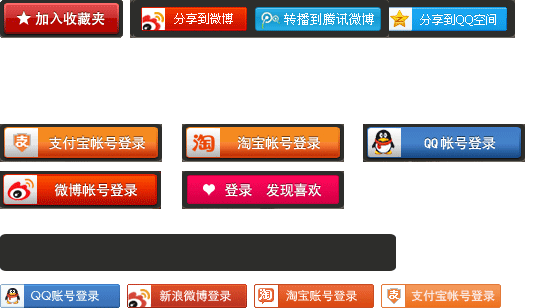 加入收藏夹
分享到微博
转播到腾讯微博
分享到QQ空间
支付宝帐号登录
淘宝帐号登录
QQ帐号登录
微博帐号登录
登录 发现喜欢
QQ账号登录
新浪微博登录
淘宝账号登录
支付宝帐号登录